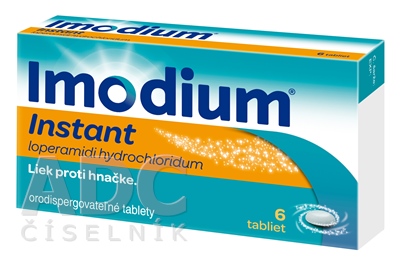 6 tabliet
Imodium®
Instant
loperamidi hydrochloridum
Liek proti hnačke.
orodispergovateľné tablety
6
tabliet
ADC
ČÍSELNÍK